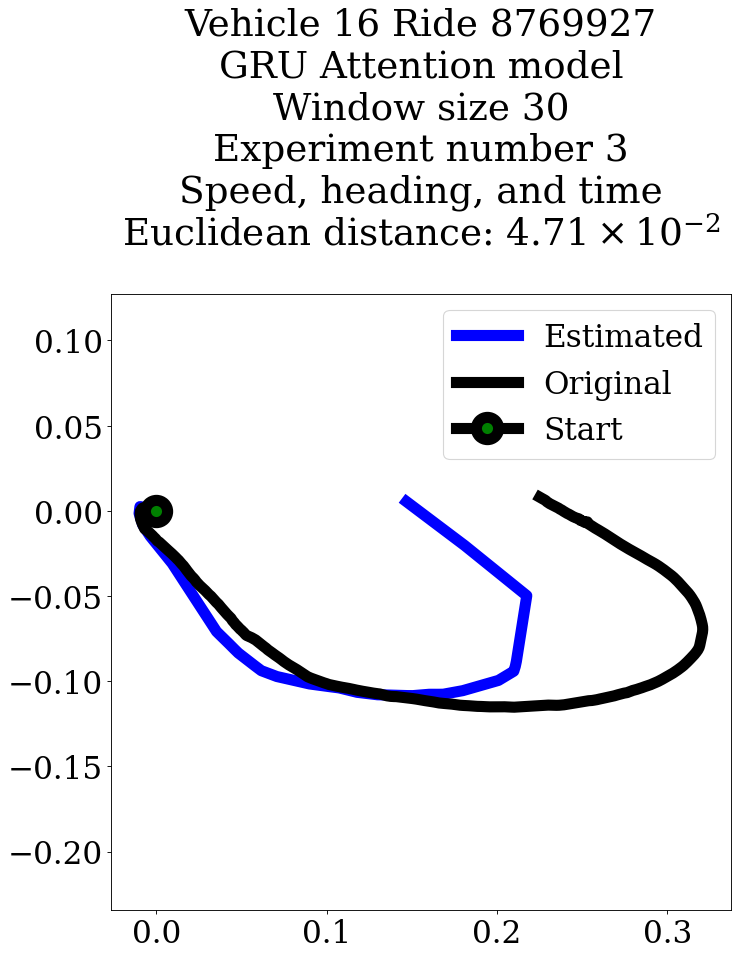 Vehicle 16 Ride 8769927
GRU Attention model
Window size 30
Experiment number 3
Speed, heading, and time
Euclidean distance: 4.71 × 10⁻²
Estimated
Original
Start
0.10
0.05
0.00
−0.05
−0.10
−0.15
−0.20
0.0 0.1 0.2 0.3